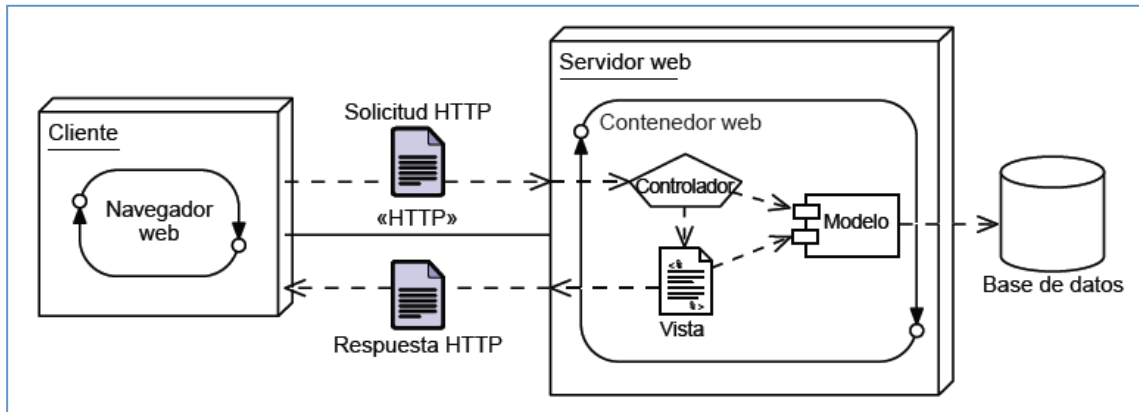 Servidor web
Cliente
Solicitud HTTP
Contenedor web
Navegador
web
«HTTP»
Controlador
Modelo
<%
%>
Vista
Respuesta HTTP
Base de datos